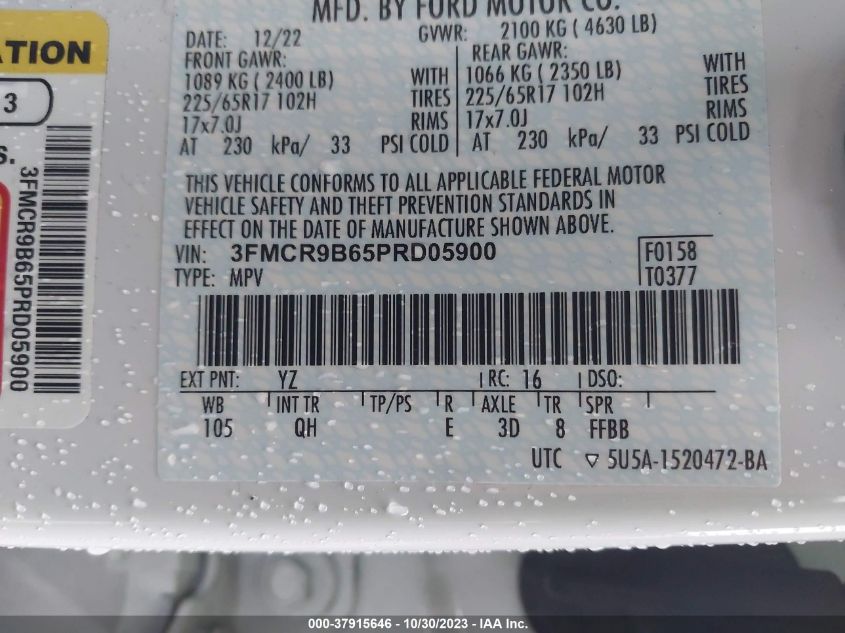 MFD. BY FORD MOTOR CO.
DATE: 12/22 GVWR: 2100 KG ( 4630 LB)
FRONT GAWR: REAR GAWR:
1089 KG ( 2400 LB) WITH 1066 KG ( 2350 LB) WITH
225/65R17 102H TIRES 225/65R17 102H TIRES
17x7.0J RIMS 17x7.0J RIMS
AT 230 kPa/ 33 PSI COLD AT 230 kPa/ 33 PSI COLD
THIS VEHICLE CONFORMS TO ALL APPLICABLE FEDERAL MOTOR
VEHICLE SAFETY AND THEFT PREVENTION STANDARDS IN
EFFECT ON THE DATE OF MANUFACTURE SHOWN ABOVE.
VIN: 3FMCR9B65PRD05900 F0158
TYPE: MPV T0377
EXT PNT: YZ RC: 16 DSO:
WB INT TR TP/PS R AXLE TR SPR
105 QH E 3D 8 FFBB
UTC ▽ 5U5A-1520472-BA
3
3FMCR9B65PRD05900
000-37915646 - 10/30/2023 - IAA Inc.